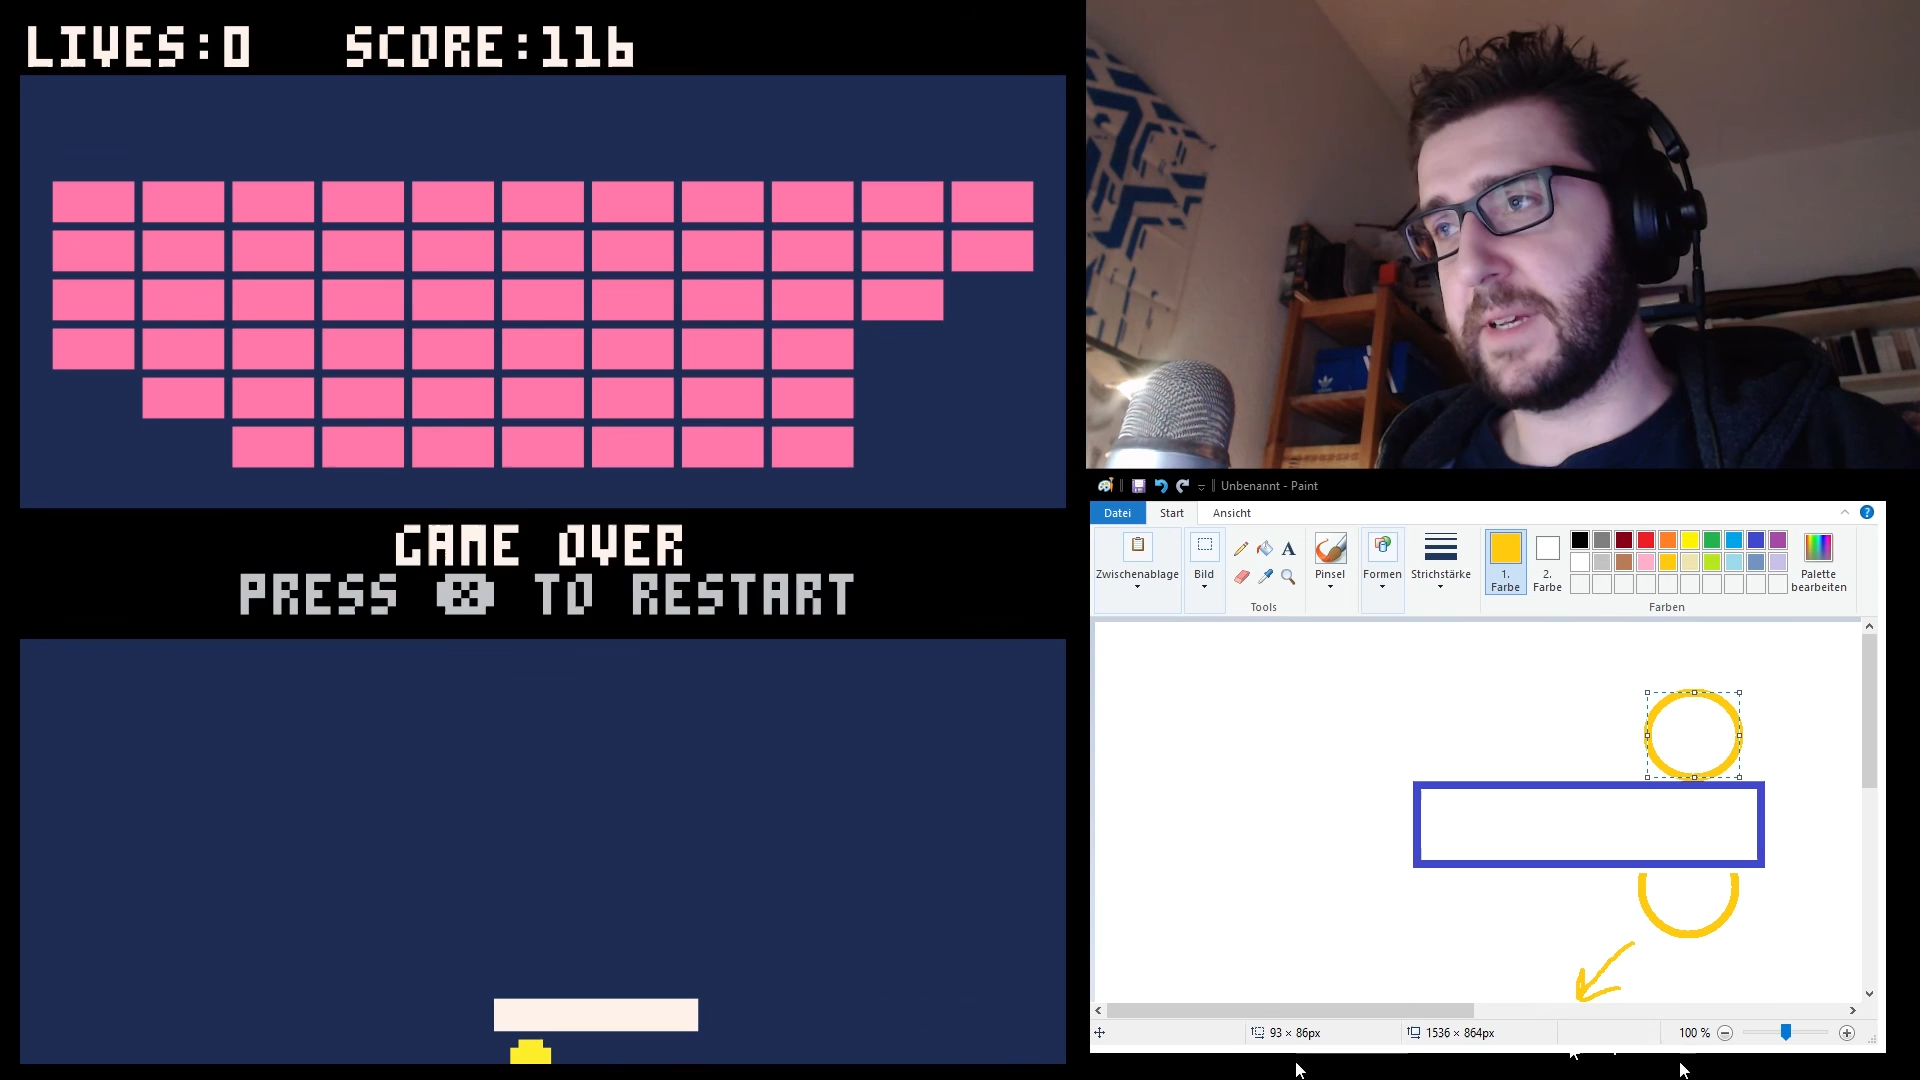 LIVES:0 SCORE:116
GAME OVER
PRESS ❎ TO RESTART
Unbenannt - Paint
Datei Start Ansicht
Zwischenablage
Bild
A
Tools
Pinsel
Formen
Strichstärke
1. Farbe
2. Farbe
Palette bearbeiten
Farben
93 × 86px
1536 × 864px
100 %